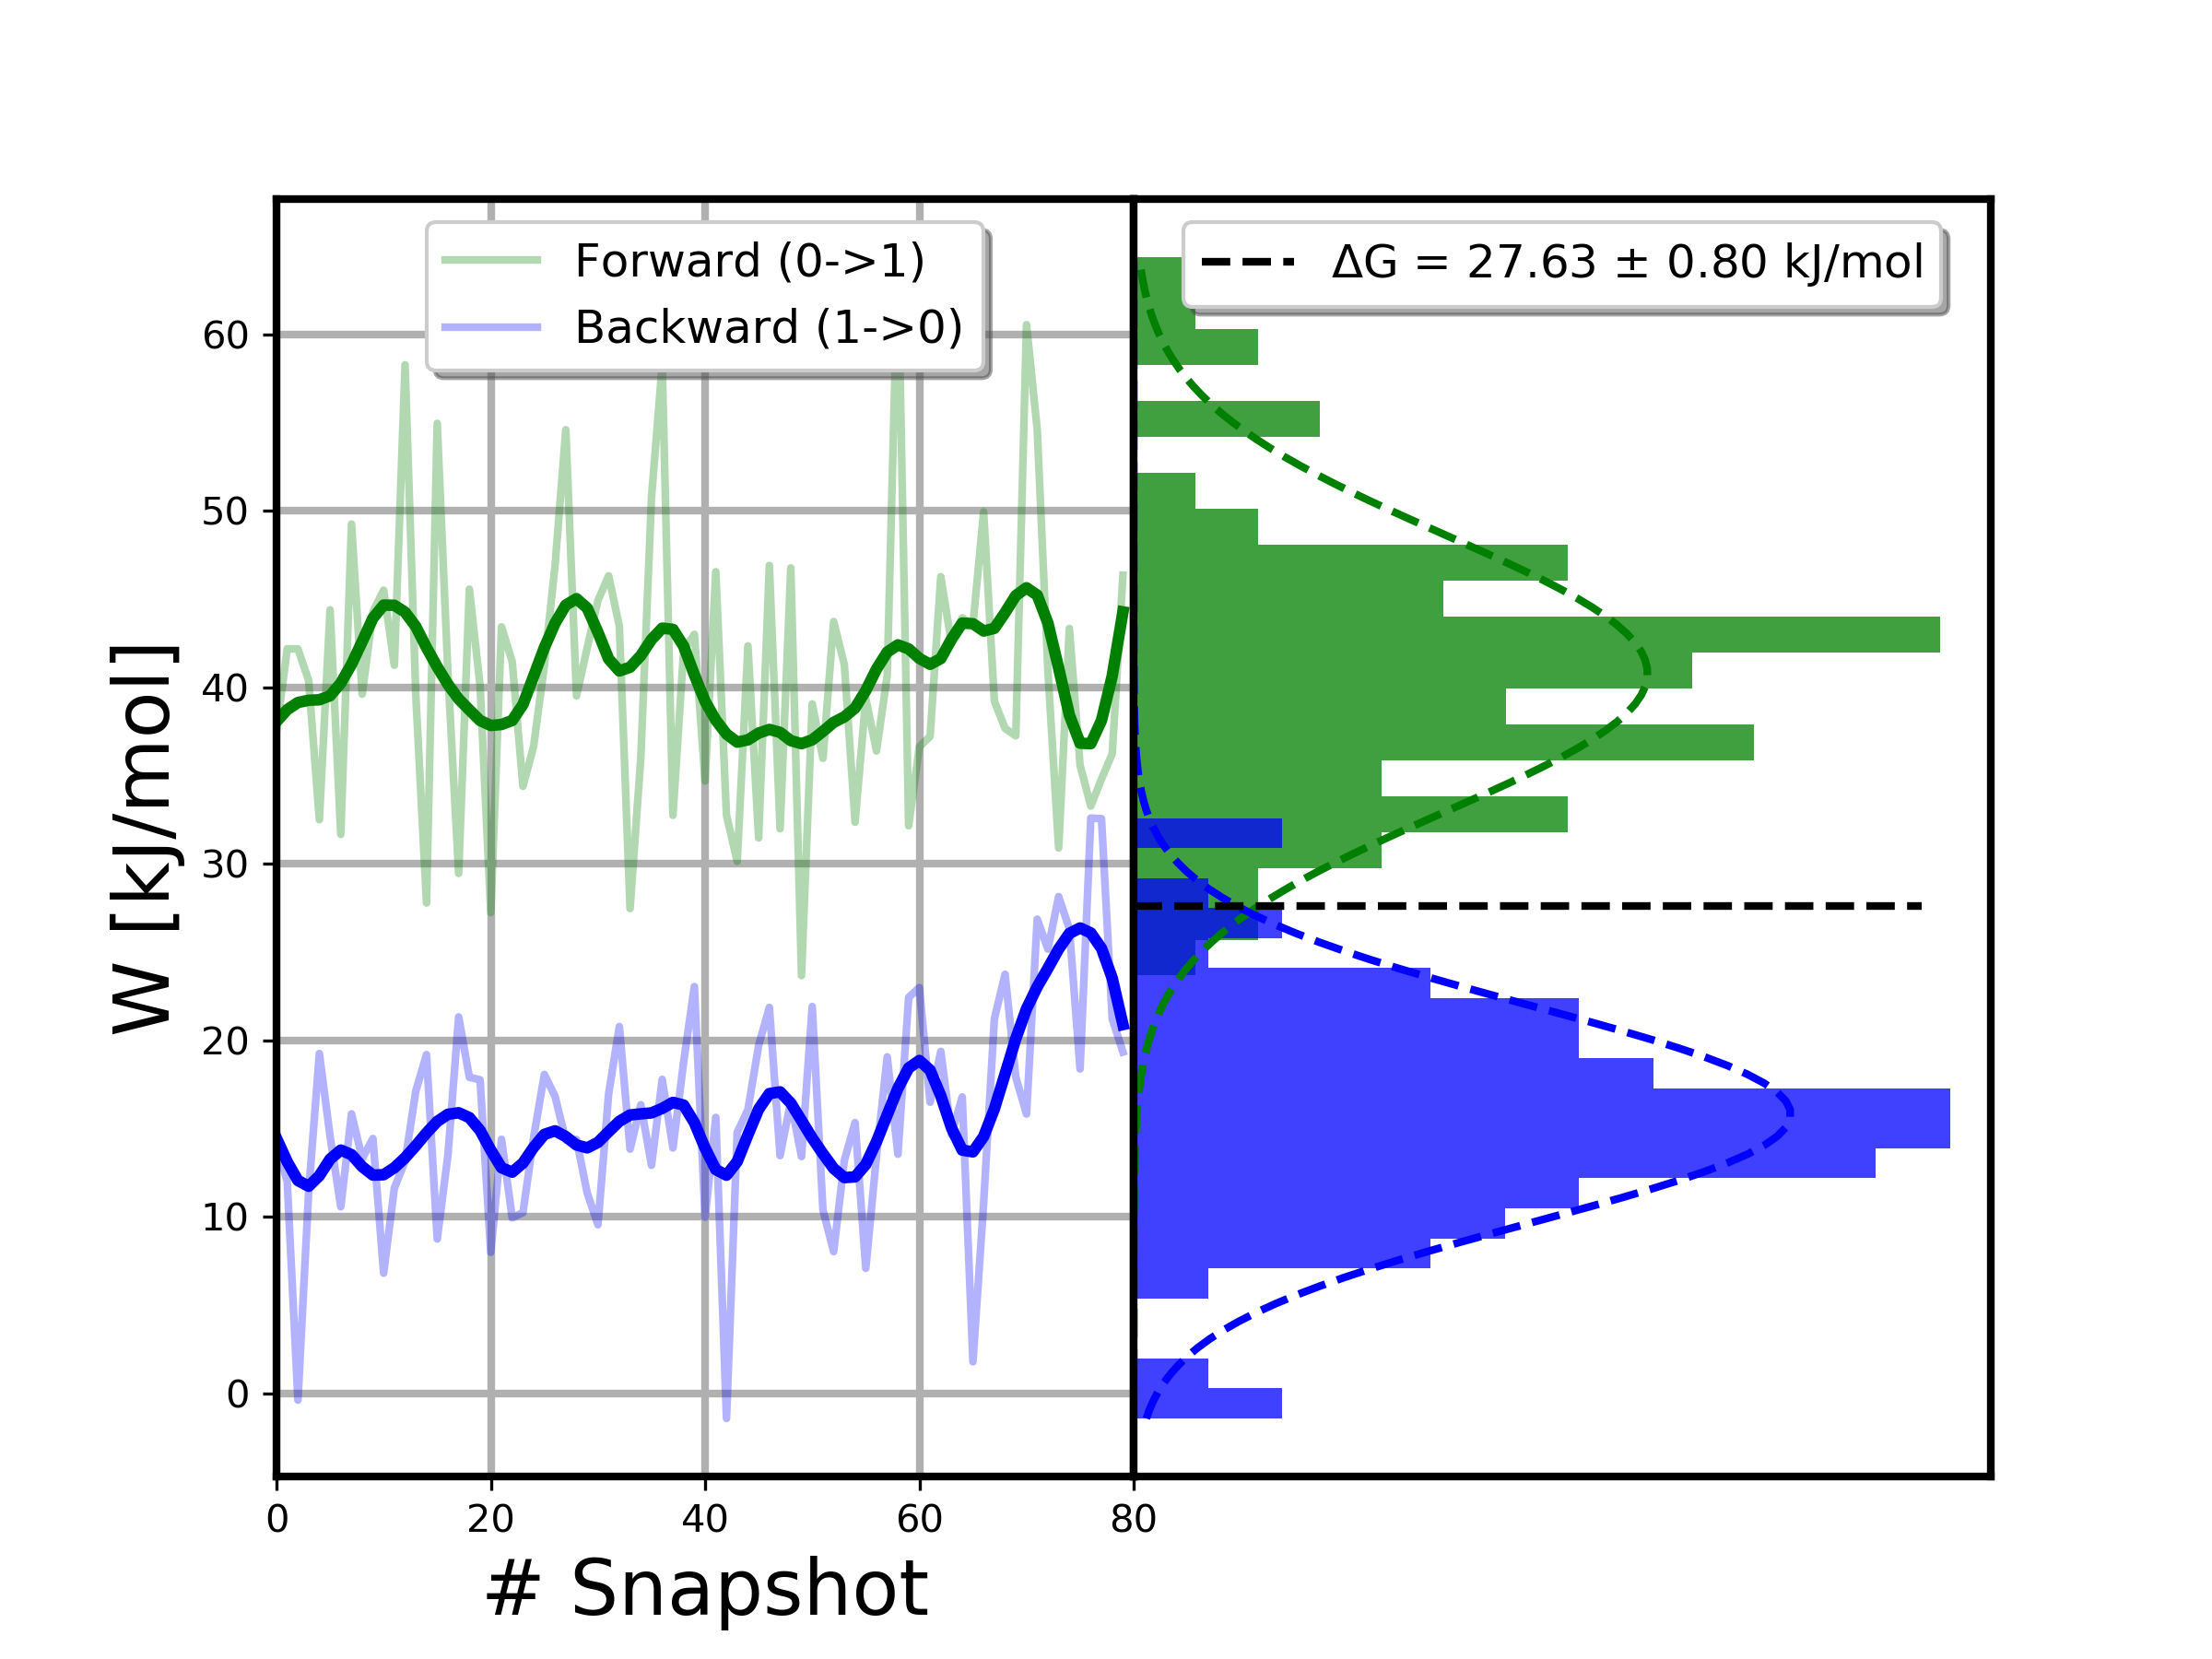 Forward (0->1)
Backward (1->0)
ΔG = 27.63 ± 0.80 kJ/mol
W [kJ/mol]
60
50
40
30
20
10
0
0 20 40 60 80
# Snapshot